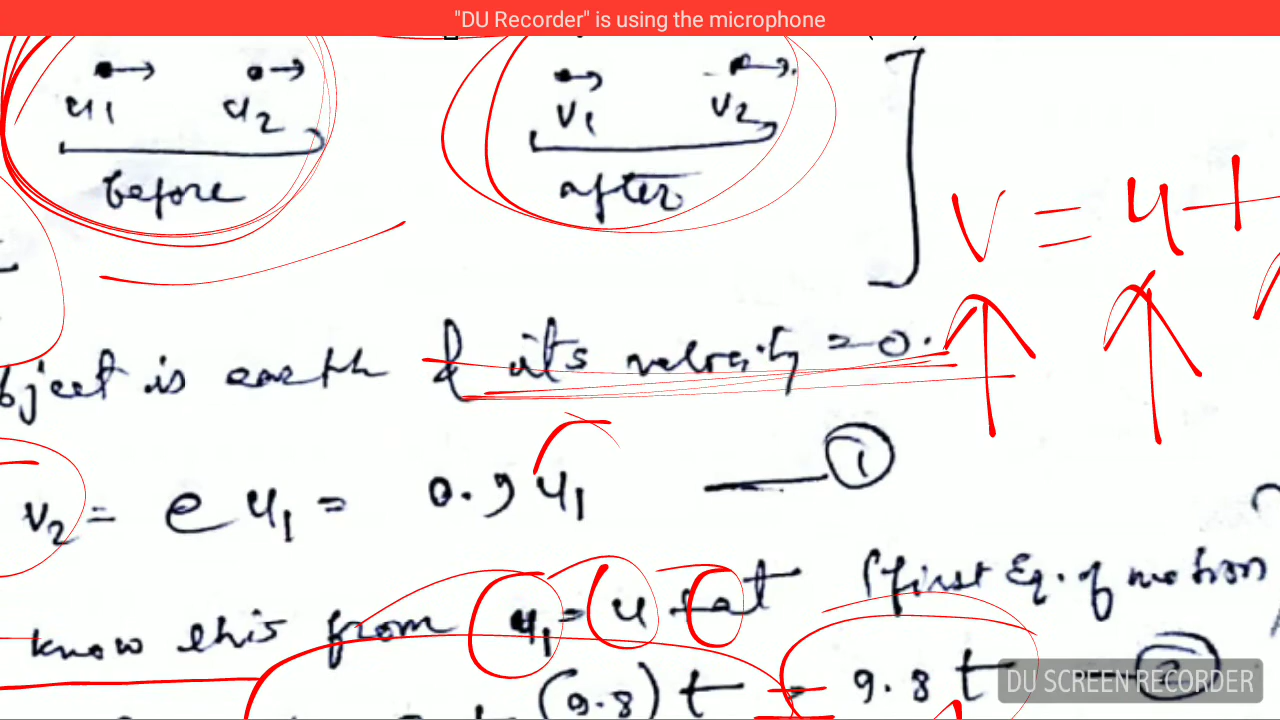 "DU Recorder" is using the microphone
u1 u2 v1 v2
before after
v = u +
bject is earth & its velocity = 0.
v2 = e u1 = 0.9 u1 — 1
know this from u1 = u + at (first Eq. of motion
(9.8) t = 9.8 t — 2
DU SCREEN RECORDER